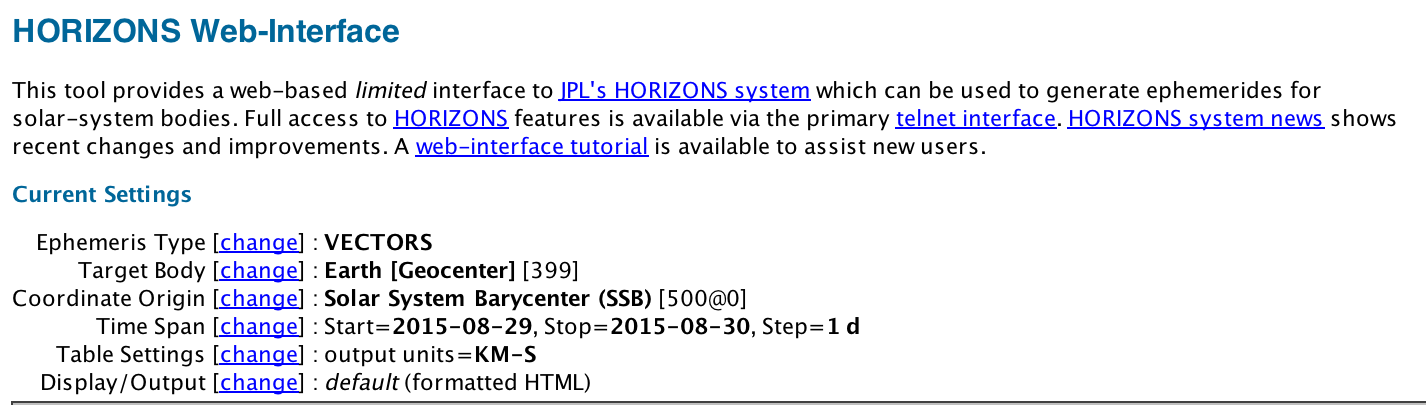 HORIZONS Web-Interface
This tool provides a web-based limited interface to JPL's HORIZONS system which can be used to generate ephemerides for
solar-system bodies. Full access to HORIZONS features is available via the primary telnet interface. HORIZONS system news shows
recent changes and improvements. A web-interface tutorial is available to assist new users.
Current Settings
Ephemeris Type [change] : VECTORS
Target Body [change] : Earth [Geocenter] [399]
Coordinate Origin [change] : Solar System Barycenter (SSB) [500@0]
Time Span [change] : Start=2015-08-29, Stop=2015-08-30, Step=1 d
Table Settings [change] : output units=KM-S
Display/Output [change] : default (formatted HTML)